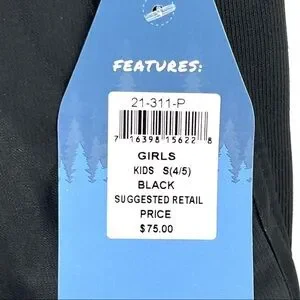 FEATURES:
21-311-P
7 16398 15622 8
GIRLS
KIDS S(4/5)
BLACK
SUGGESTED RETAIL
PRICE
$75.00